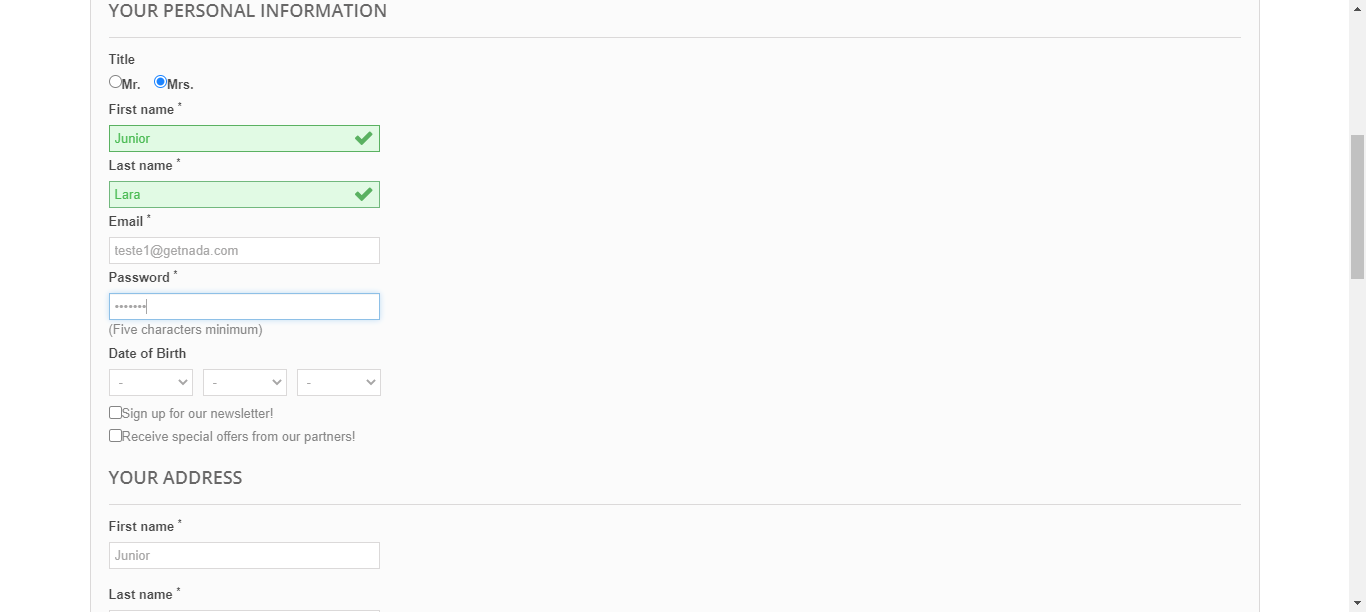 YOUR PERSONAL INFORMATION
Title
Mr. Mrs.
First name *
Junior
Last name *
Lara
Email *
teste1@getnada.com
Password *
•••••••
(Five characters minimum)
Date of Birth
- - -
Sign up for our newsletter!
Receive special offers from our partners!
YOUR ADDRESS
First name *
Junior
Last name *